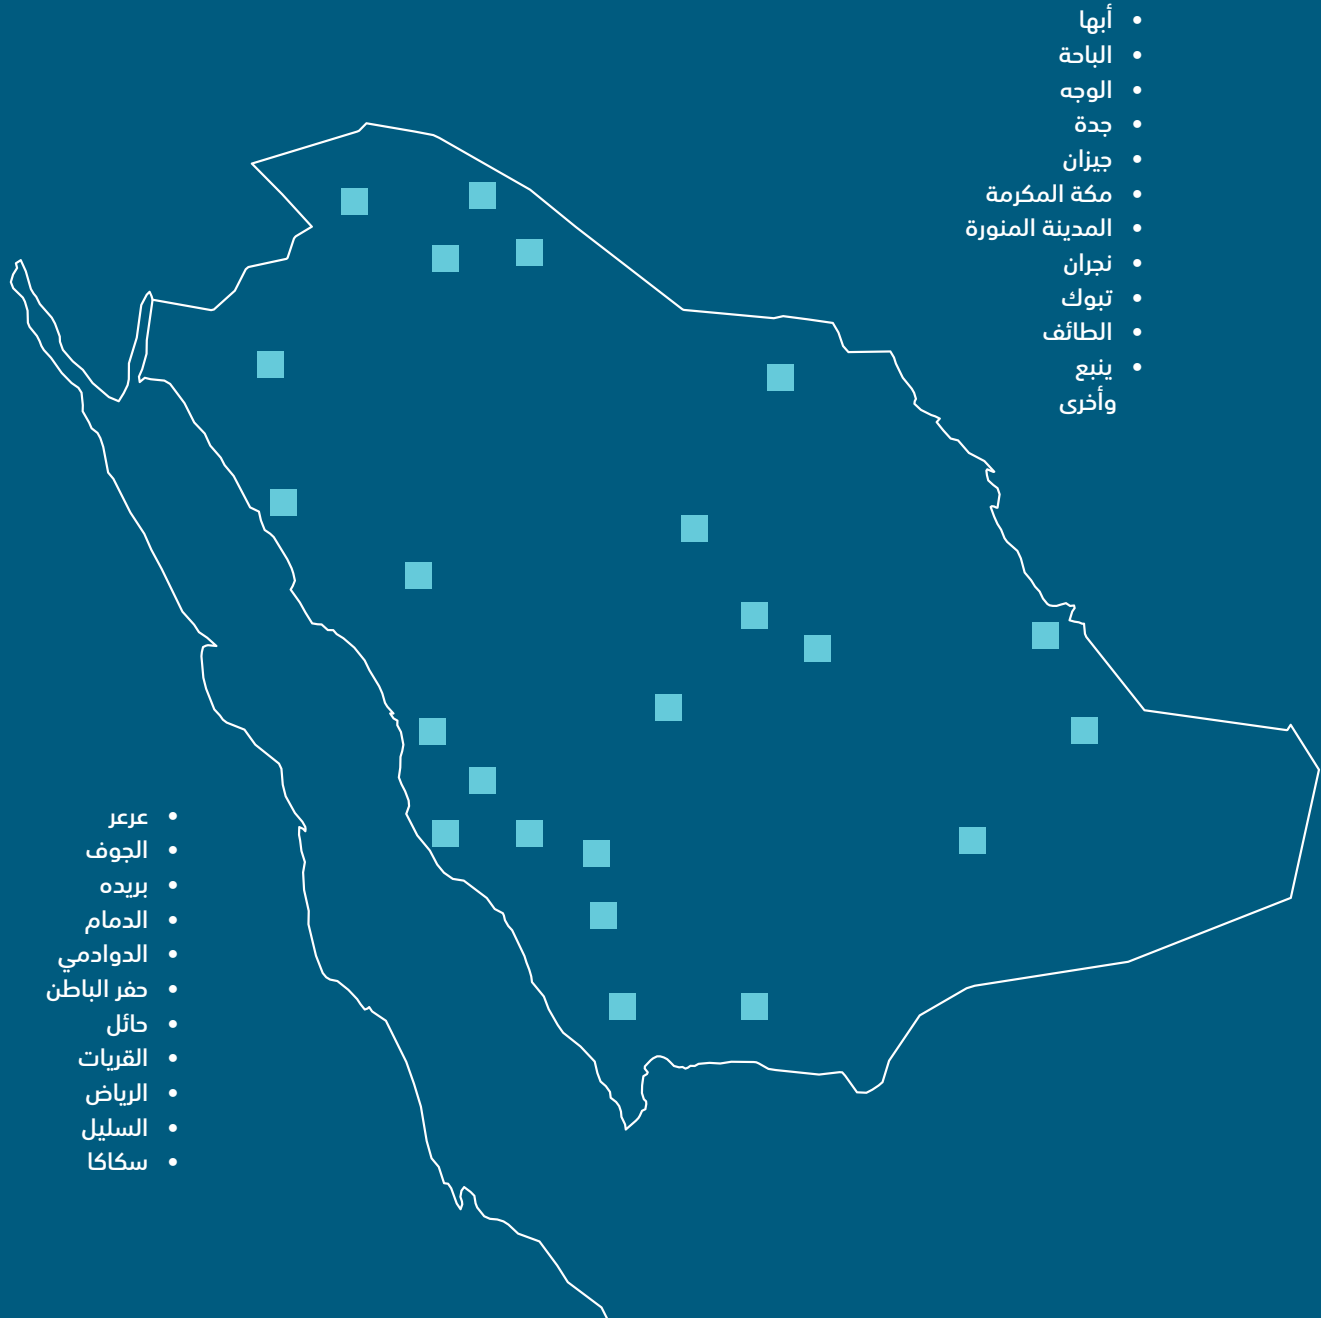 • أبها
• الباحة
• الوجه
• جدة
• جيزان
• مكة المكرمة
• المدينة المنورة
• نجران
• تبوك
• الطائف
• ينبع
وأخرى
• عرعر
• الجوف
• بريده
• الدمام
• الدوادمي
• حفر الباطن
• حائل
• القريات
• الرياض
• السليل
• سكاكا